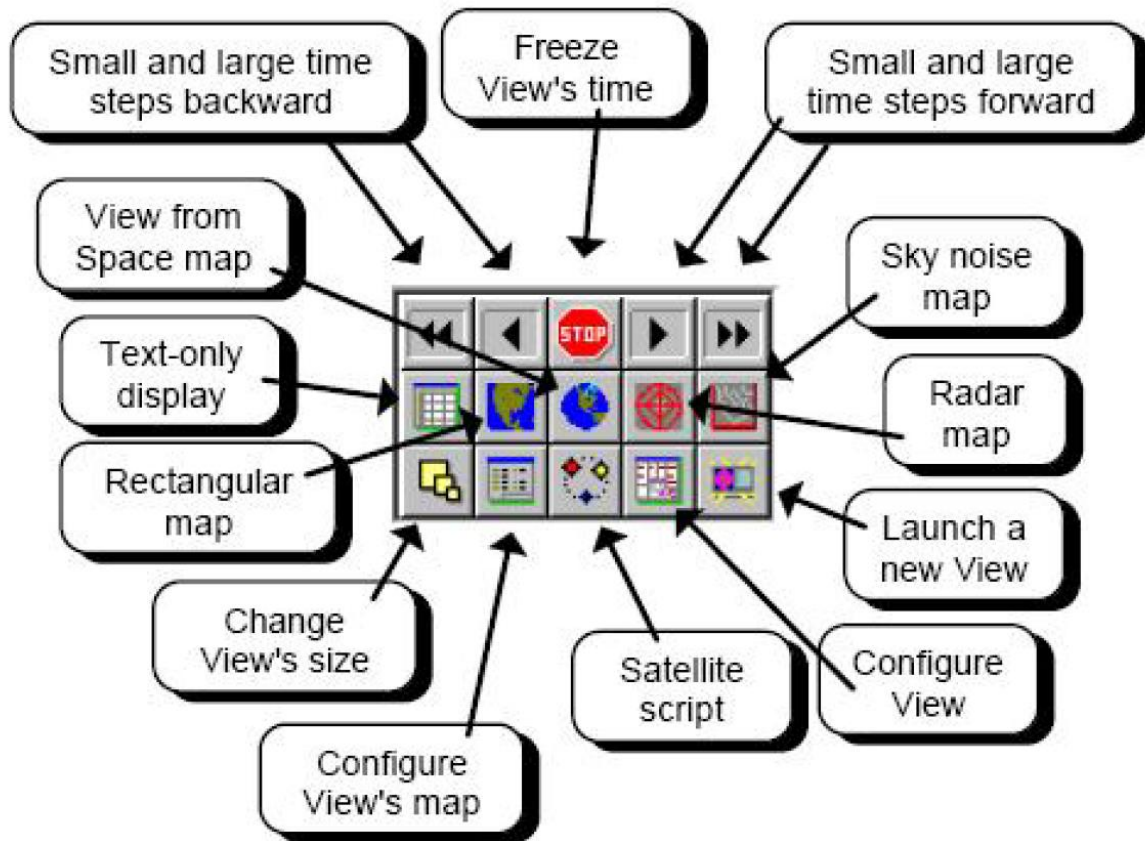 Small and large time
steps backward
Freeze
View's time
Small and large
time steps forward
View from
Space map
Sky noise
map
STOP
Text-only
display
Radar
map
Rectangular
map
Launch a
new View
Change
View's size
Satellite
script
Configure
View
Configure
View's map